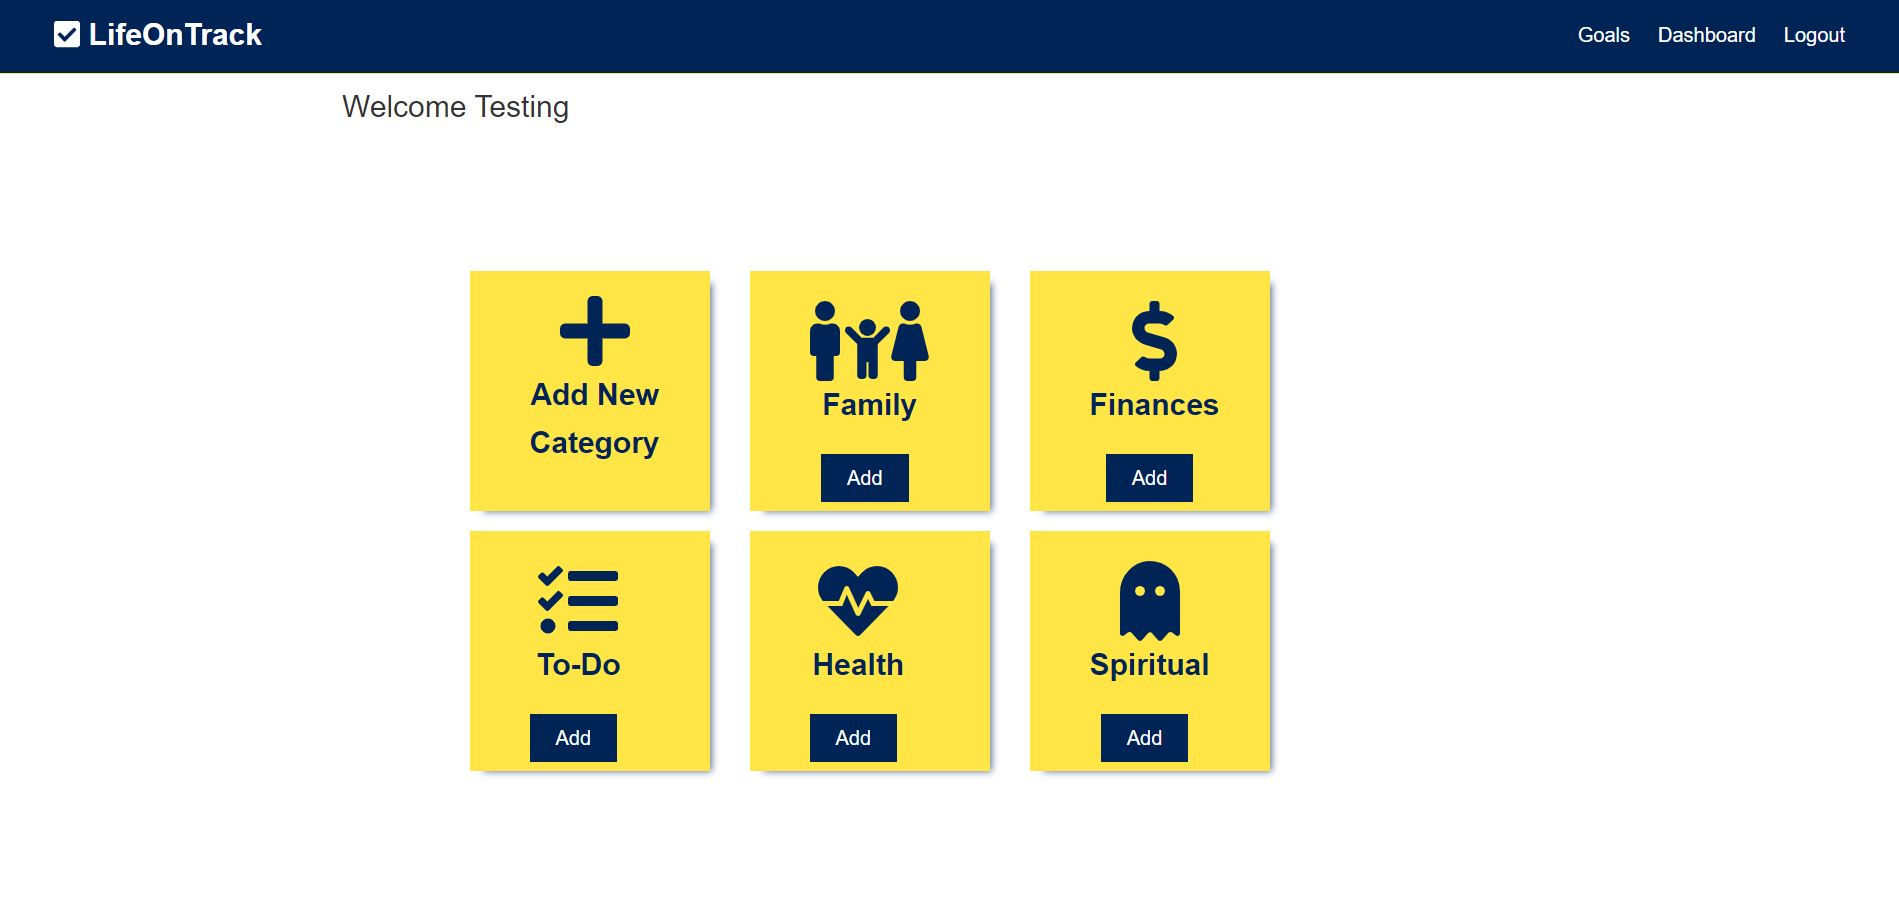 LifeOnTrack
Goals Dashboard Logout
Welcome Testing
Add New
Category
Family
Add
Finances
Add
To-Do
Add
Health
Add
Spiritual
Add